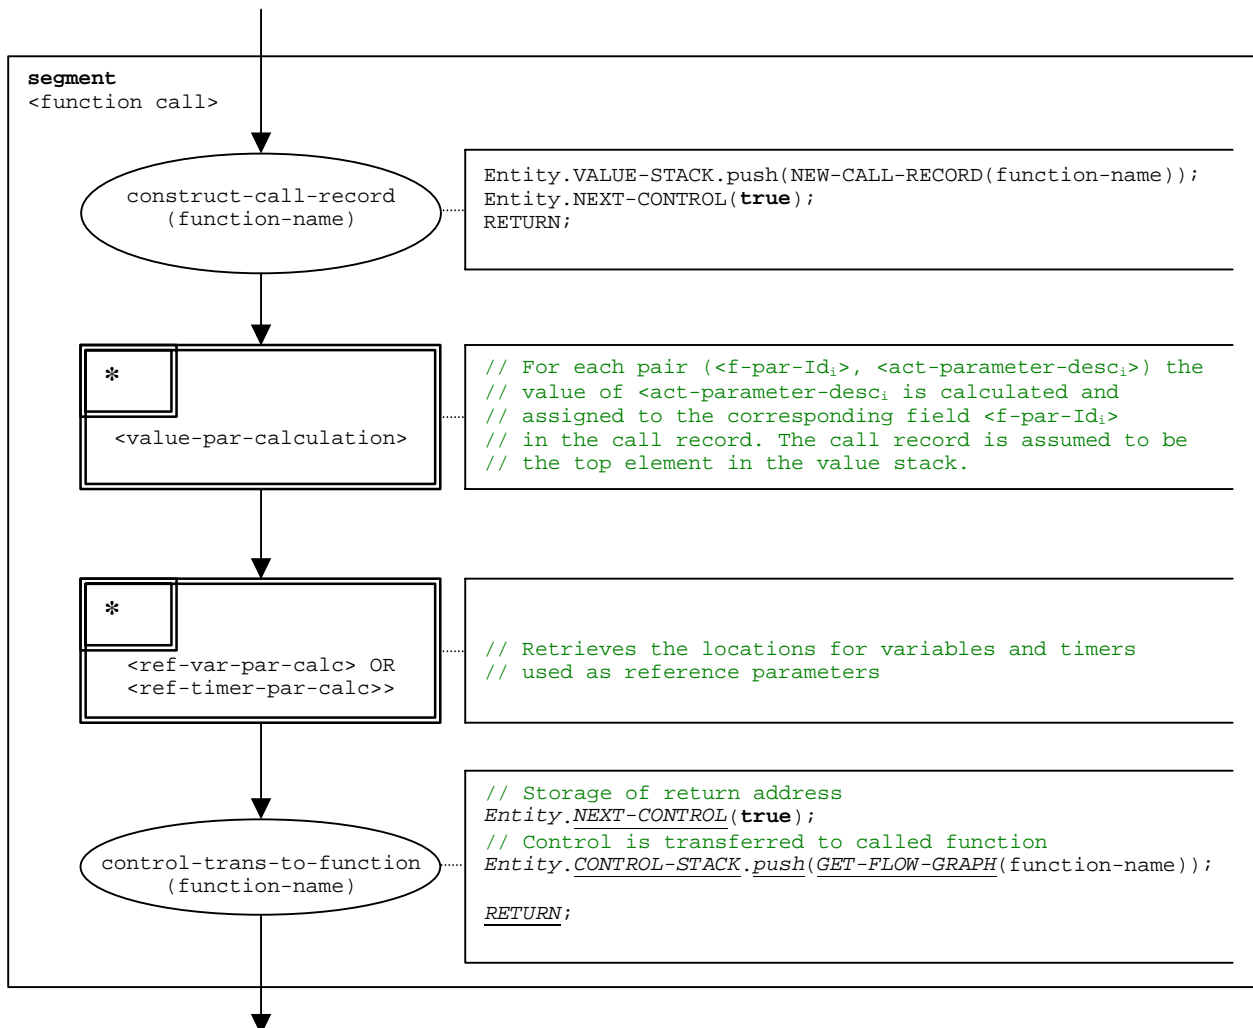 segment
<function call>
construct-call-record
(function-name)
Entity.VALUE-STACK.push(NEW-CALL-RECORD(function-name));
Entity.NEXT-CONTROL(true);
RETURN;
*
<value-par-calculation>
// For each pair (<f-par-Idᵢ>, <act-parameter-descᵢ>) the
// value of <act-parameter-descᵢ is calculated and
// assigned to the corresponding field <f-par-Idᵢ>
// in the call record. The call record is assumed to be
// the top element in the value stack.
*
<ref-var-par-calc> OR
<ref-timer-par-calc>>
// Retrieves the locations for variables and timers
// used as reference parameters
control-trans-to-function
(function-name)
// Storage of return address
Entity.NEXT-CONTROL(true);
// Control is transferred to called function
Entity.CONTROL-STACK.push(GET-FLOW-GRAPH(function-name));
RETURN;